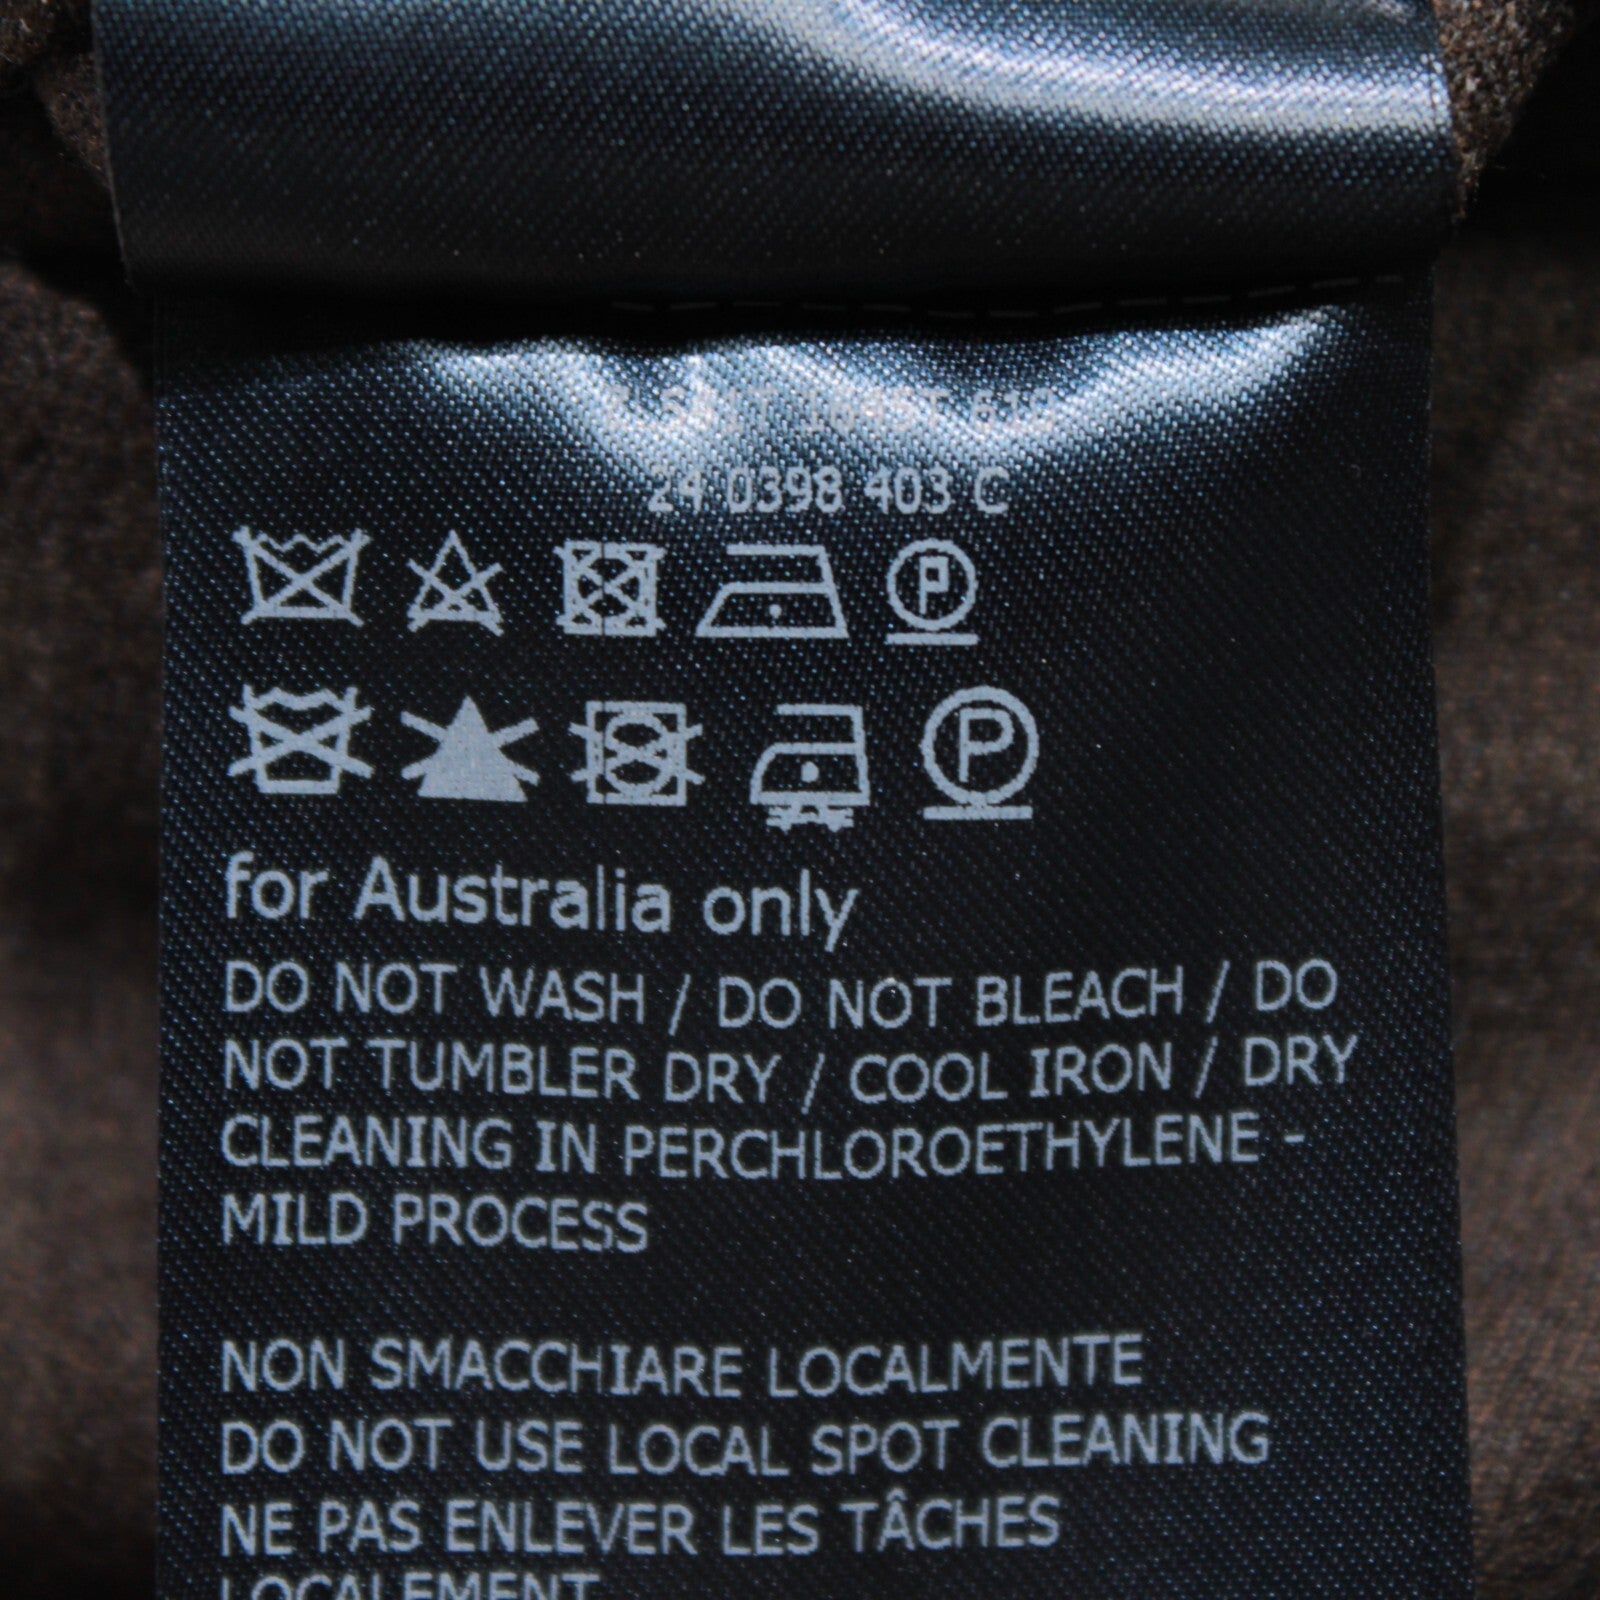 24 0398 403 C
P
P
for Australia only
DO NOT WASH / DO NOT BLEACH / DO
NOT TUMBLER DRY / COOL IRON / DRY
CLEANING IN PERCHLOROETHYLENE -
MILD PROCESS
NON SMACCHIARE LOCALMENTE
DO NOT USE LOCAL SPOT CLEANING
NE PAS ENLEVER LES TÂCHES
LOCALEMENT